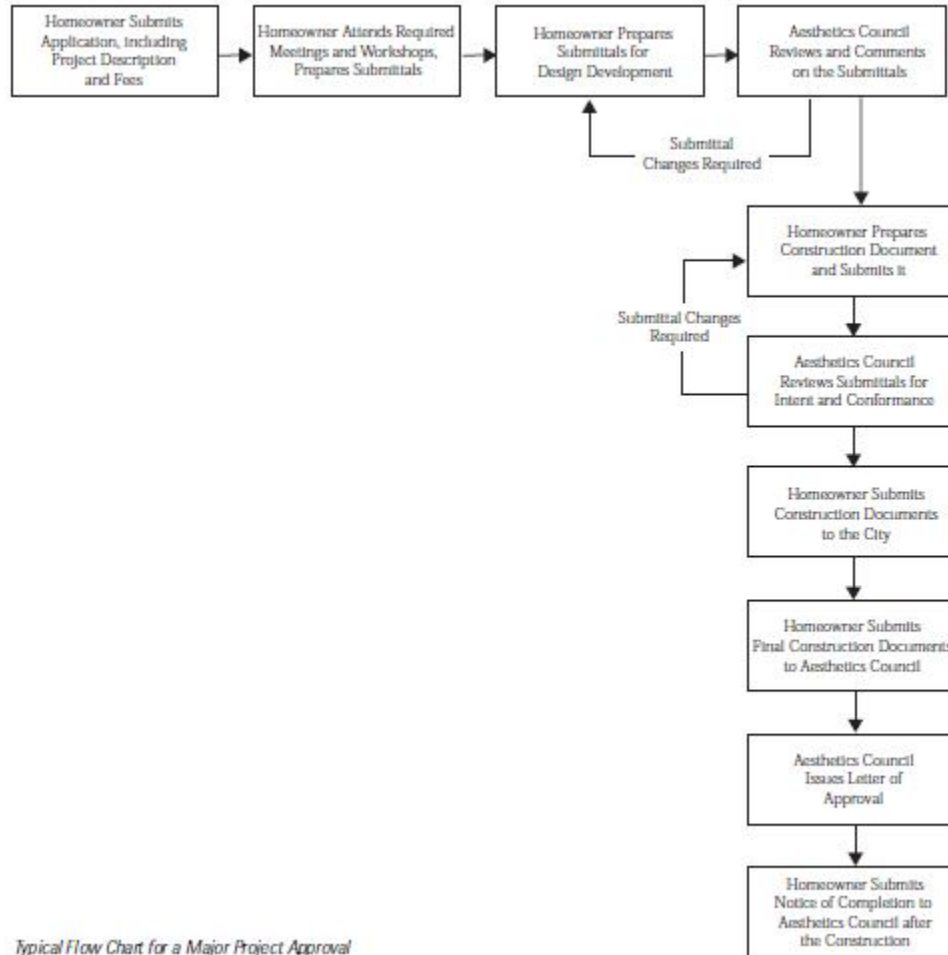 Homeowner Submits
Application, including
Project Description
and Fees
Homeowner Attends Required
Meetings and Workshops,
Prepares Submittals
Homeowner Prepares
Submittals for
Design Development
Aesthetics Council
Reviews and Comments
on the Submittals
Submittal
Changes Required
Homeowner Prepares
Construction Document
and Submits it
Submittal Changes
Required
Aesthetics Council
Reviews Submittals for
Intent and Conformance
Homeowner Submits
Construction Documents
to the City
Homeowner Submits
Final Construction Documents
to Aesthetics Council
Aesthetics Council
Issues Letter of
Approval
Homeowner Submits
Notice of Completion to
Aesthetics Council after
the Construction
Typical Flow Chart for a Major Project Approval